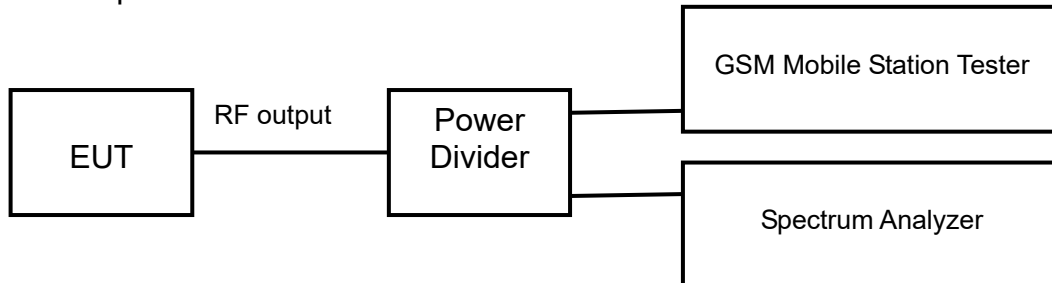 GSM Mobile Station Tester
RF output
EUT
Power
Divider
Spectrum Analyzer